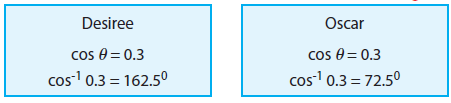 Desiree
cos θ = 0.3
cos⁻¹ 0.3 = 162.5⁰
Oscar
cos θ = 0.3
cos⁻¹ 0.3 = 72.5⁰